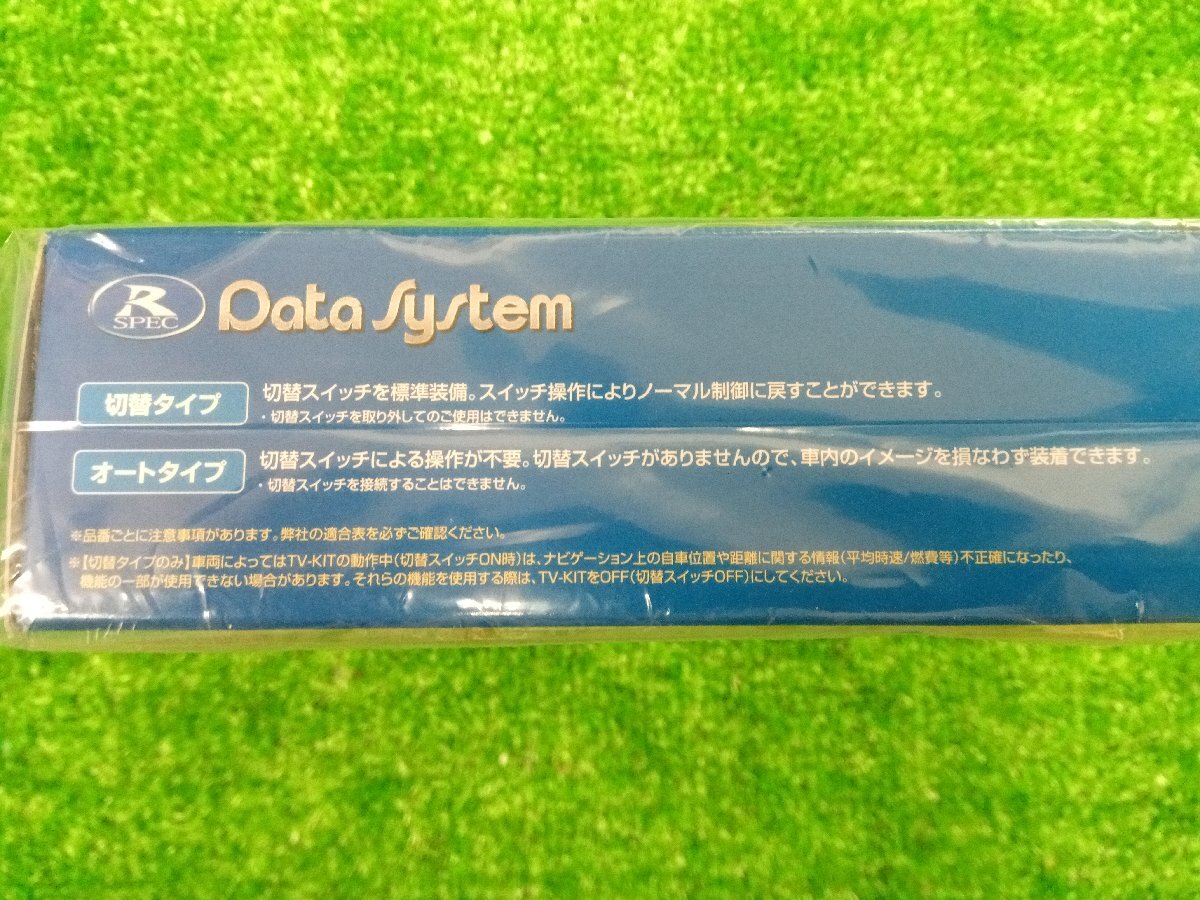 R SPEC Data System
切替タイプ 切替スイッチを標準装備。スイッチ操作によりノーマル制御に戻すことができます。
・切替スイッチを取り外してのご使用はできません。
オートタイプ 切替スイッチによる操作が不要。切替スイッチがありませんので、車内のイメージを損なわず装着できます。
・切替スイッチを接続することはできません。
※品番ごとに注意事項があります。弊社の適合表を必ずご確認ください。
※【切替タイプのみ】車両によってはTV-KITの動作中(切替スイッチON時)は、ナビゲーション上の自車位置や距離に関する情報(平均時速/燃費等)不正確になったり、
機能の一部が使用できない場合があります。それらの機能を使用する際は、TV-KITをOFF(切替スイッチOFF)にしてください。